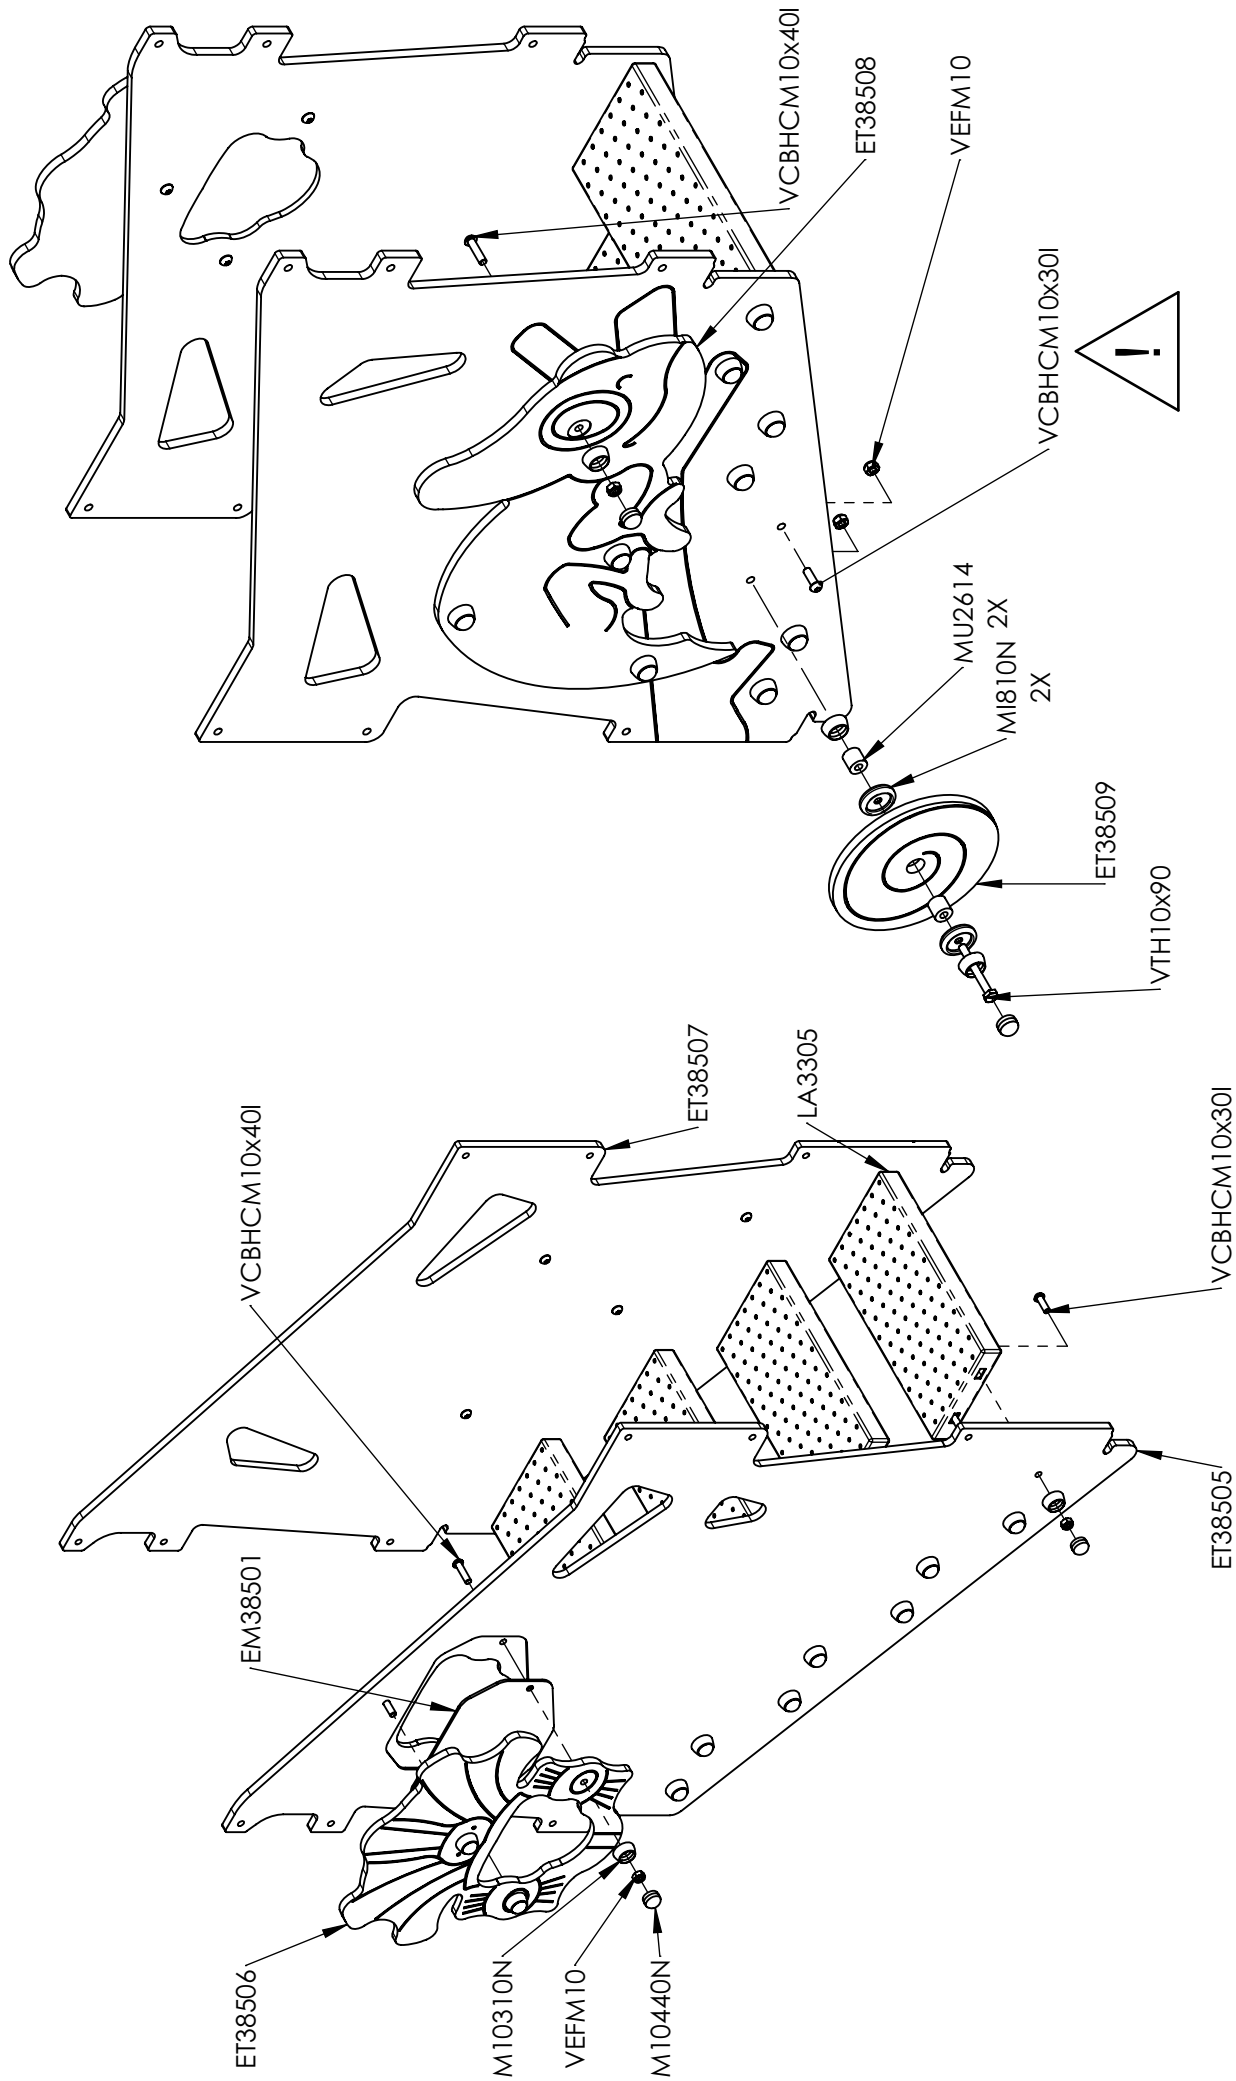 ET38506
M10310N
VEFM10
M10440N
EM38501
VCBHCM10x40I
ET38507
LA3305
VCBHCM10x30I
ET38505
VCBHCM10x40I
ET38508
VEFM10
VCBHCM10x30I
!
MU2614
2X
MI810N
2X
ET38509
VTH10x90